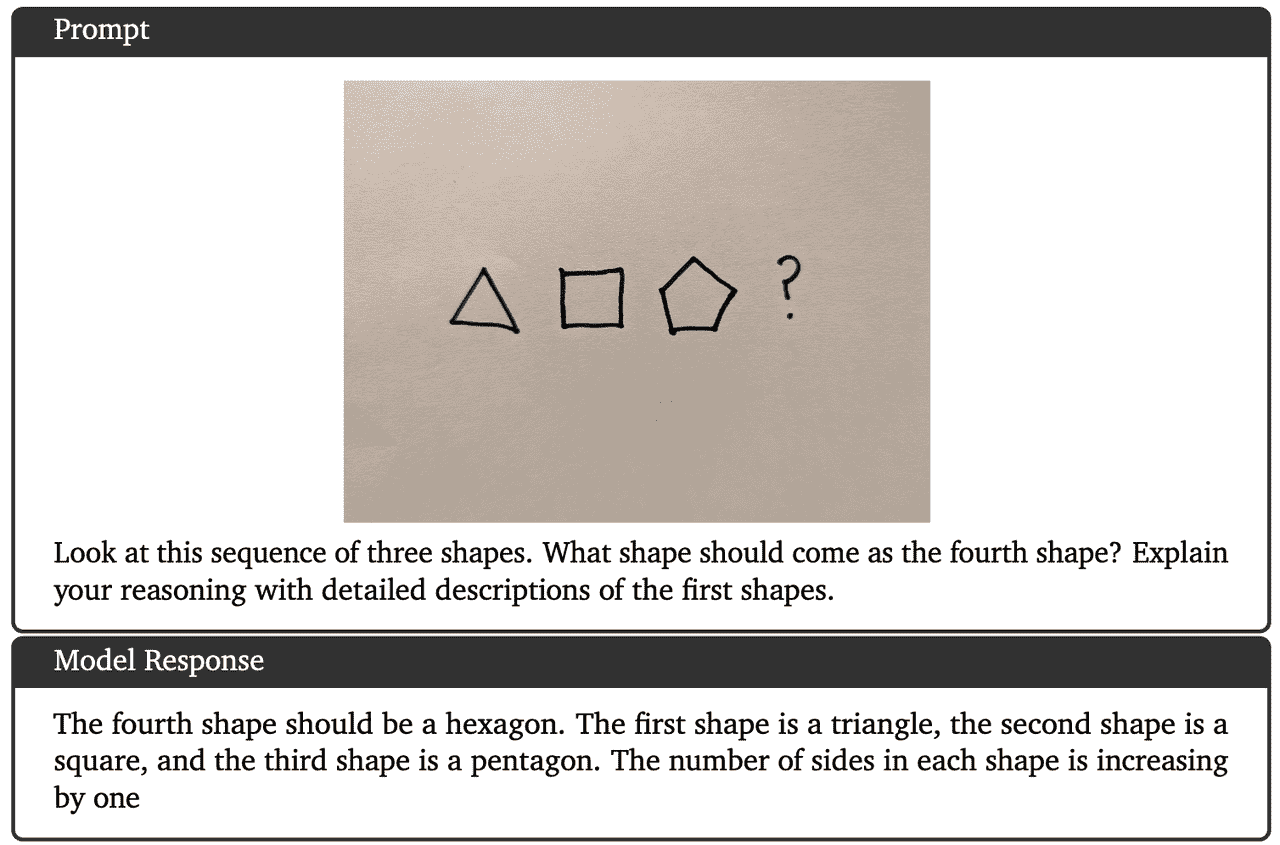 Prompt
?
Look at this sequence of three shapes. What shape should come as the fourth shape? Explain
your reasoning with detailed descriptions of the first shapes.
Model Response
The fourth shape should be a hexagon. The first shape is a triangle, the second shape is a
square, and the third shape is a pentagon. The number of sides in each shape is increasing
by one